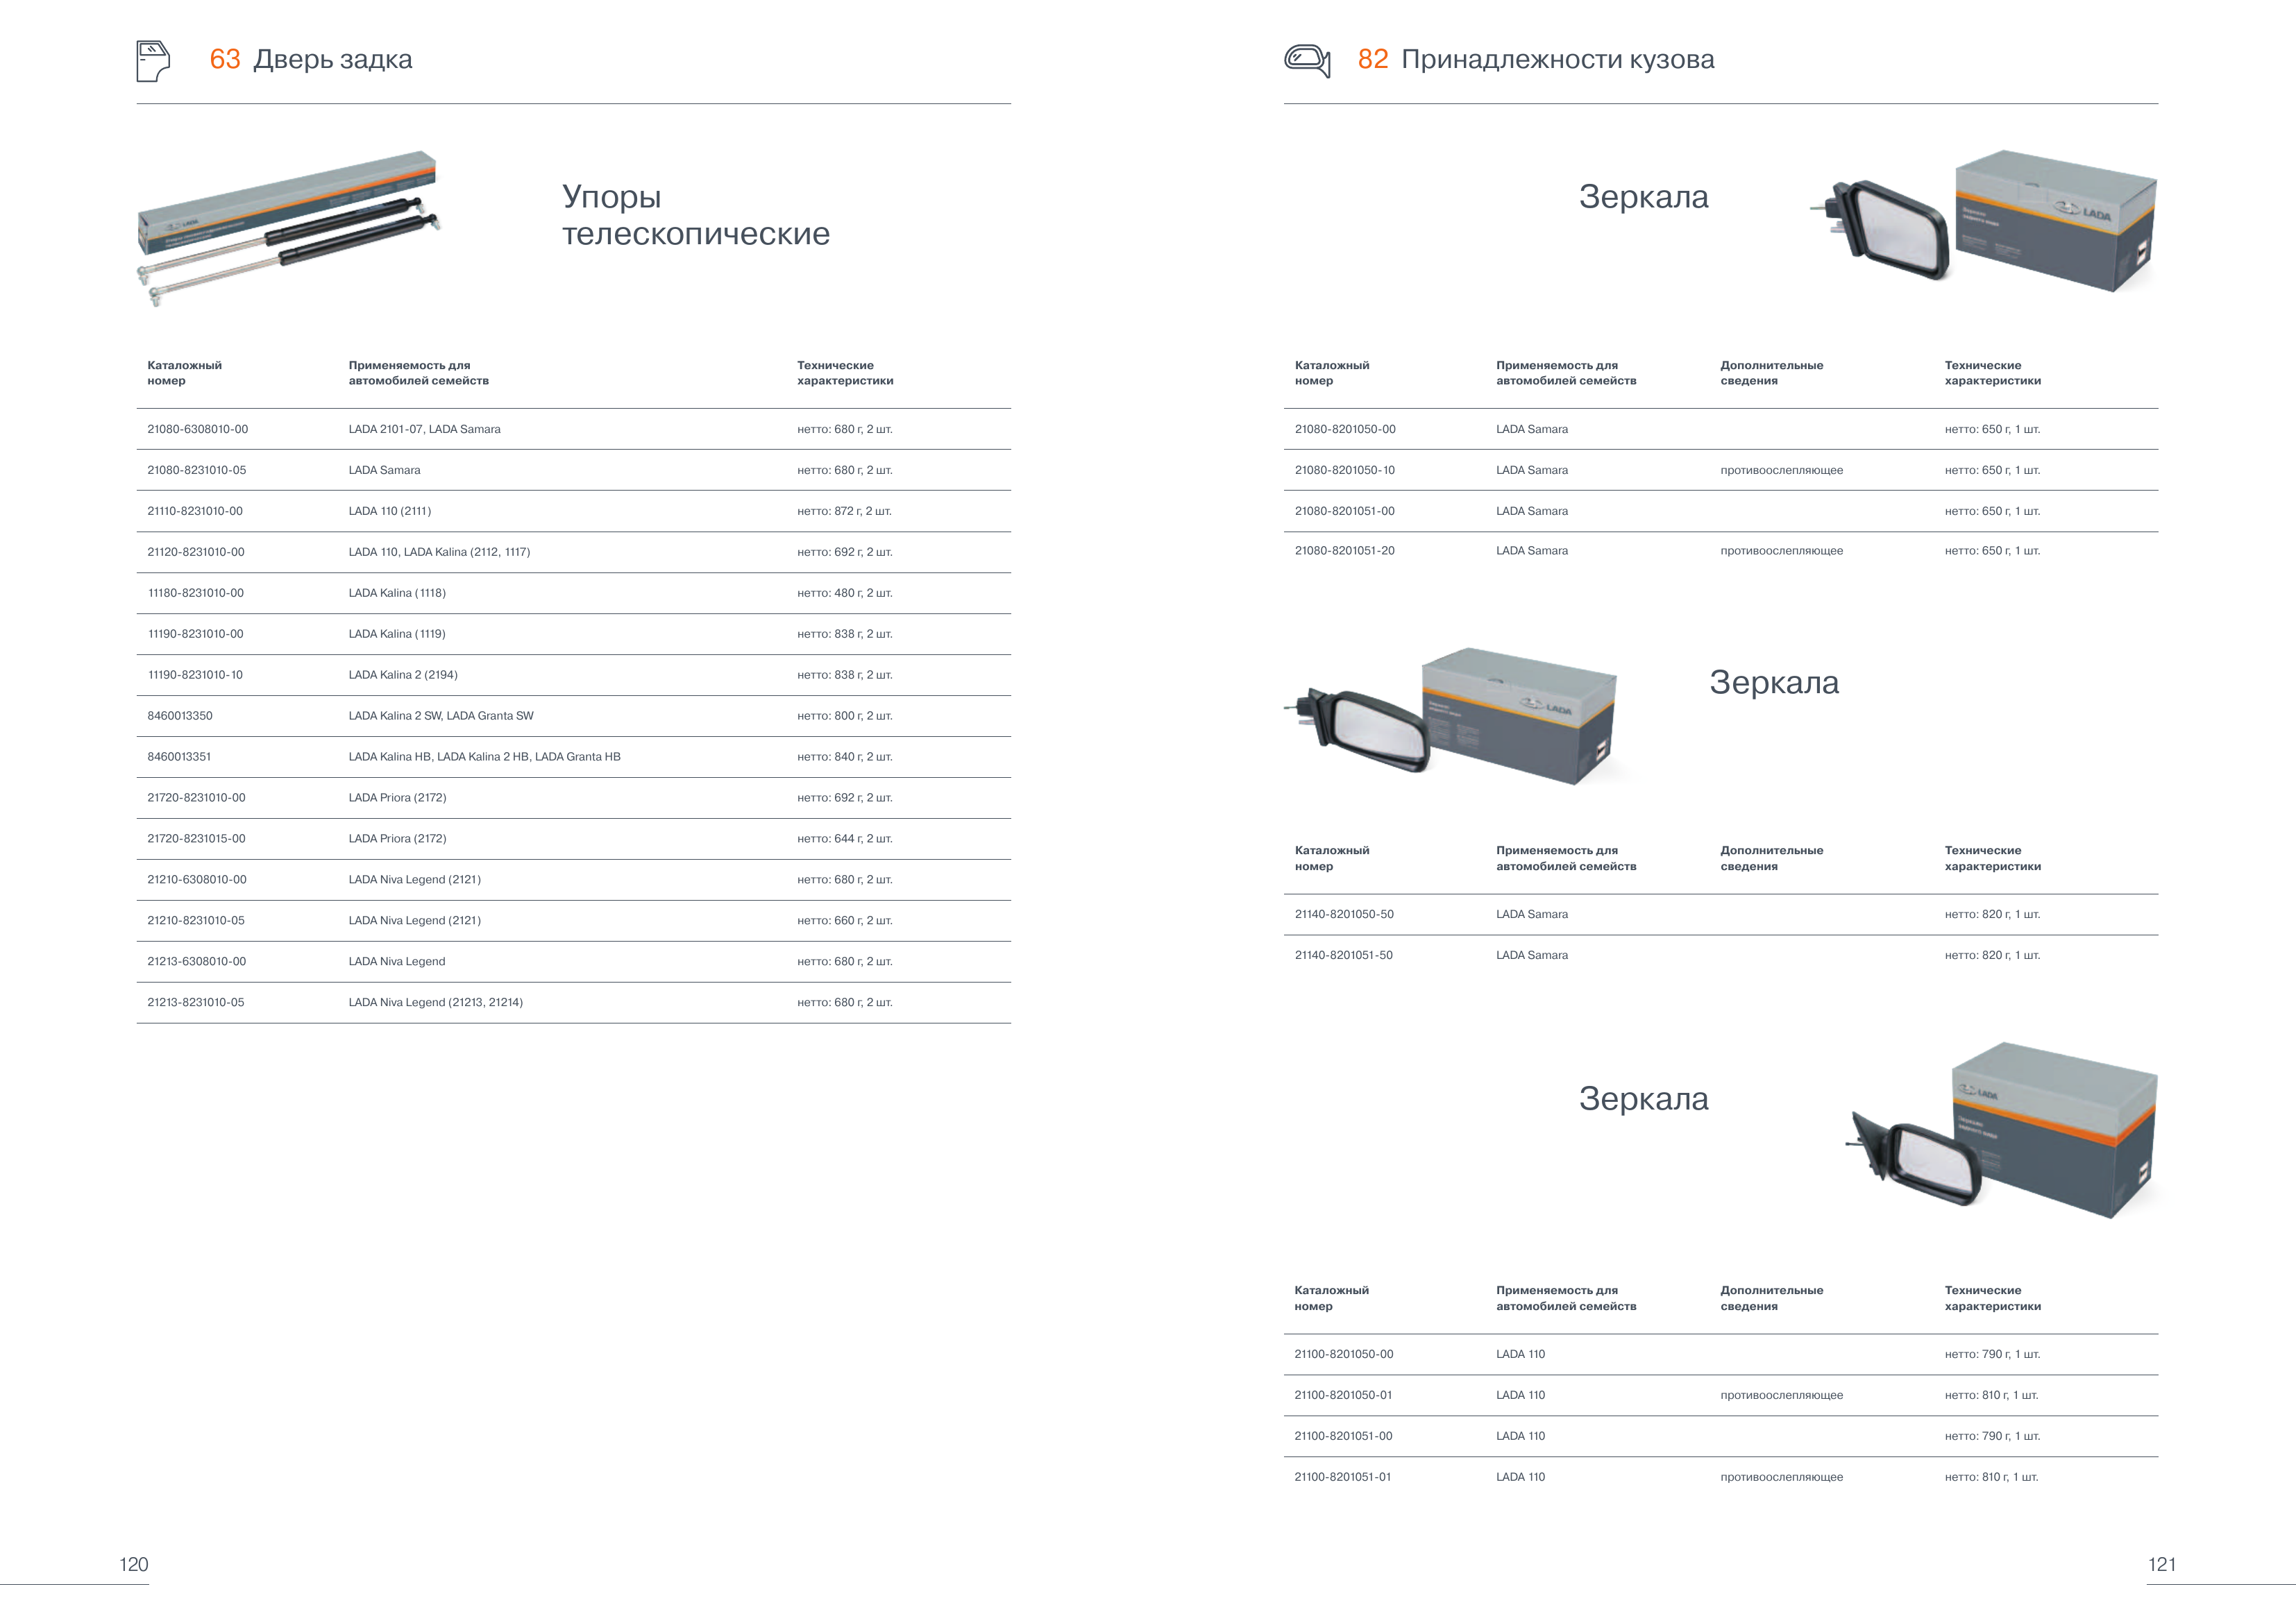 63 Дверь задка
Упоры
телескопические
LADA
Каталожный номер Применяемость для автомобилей семейств Технические характеристики
21080-6308010-00 LADA 2101-07, LADA Samara нетто: 680 г, 2 шт.
21080-8231010-05 LADA Samara нетто: 680 г, 2 шт.
21110-8231010-00 LADA 110 (2111) нетто: 872 г, 2 шт.
21120-8231010-00 LADA 110, LADA Kalina (2112, 1117) нетто: 692 г, 2 шт.
11180-8231010-00 LADA Kalina (1118) нетто: 480 г, 2 шт.
11190-8231010-00 LADA Kalina (1119) нетто: 838 г, 2 шт.
11190-8231010-10 LADA Kalina 2 (2194) нетто: 838 г, 2 шт.
8460013350 LADA Kalina 2 SW, LADA Granta SW нетто: 800 г, 2 шт.
8460013351 LADA Kalina HB, LADA Kalina 2 HB, LADA Granta HB нетто: 840 г, 2 шт.
21720-8231010-00 LADA Priora (2172) нетто: 692 г, 2 шт.
21720-8231015-00 LADA Priora (2172) нетто: 644 г, 2 шт.
21210-6308010-00 LADA Niva Legend (2121) нетто: 680 г, 2 шт.
21210-8231010-05 LADA Niva Legend (2121) нетто: 660 г, 2 шт.
21213-6308010-00 LADA Niva Legend нетто: 680 г, 2 шт.
21213-8231010-05 LADA Niva Legend (21213, 21214) нетто: 680 г, 2 шт.
120
82 Принадлежности кузова
Зеркала
LADA
Каталожный номер Применяемость для автомобилей семейств Дополнительные сведения Технические характеристики
21080-8201050-00 LADA Samara нетто: 650 г, 1 шт.
21080-8201050-10 LADA Samara противоослепляющее нетто: 650 г, 1 шт.
21080-8201051-00 LADA Samara нетто: 650 г, 1 шт.
21080-8201051-20 LADA Samara противоослепляющее нетто: 650 г, 1 шт.
LADA
Зеркала
Каталожный номер Применяемость для автомобилей семейств Дополнительные сведения Технические характеристики
21140-8201050-50 LADA Samara нетто: 820 г, 1 шт.
21140-8201051-50 LADA Samara нетто: 820 г, 1 шт.
Зеркала
LADA
Каталожный номер Применяемость для автомобилей семейств Дополнительные сведения Технические характеристики
21100-8201050-00 LADA 110 нетто: 790 г, 1 шт.
21100-8201050-01 LADA 110 противоослепляющее нетто: 810 г, 1 шт.
21100-8201051-00 LADA 110 нетто: 790 г, 1 шт.
21100-8201051-01 LADA 110 противоослепляющее нетто: 810 г, 1 шт.
121